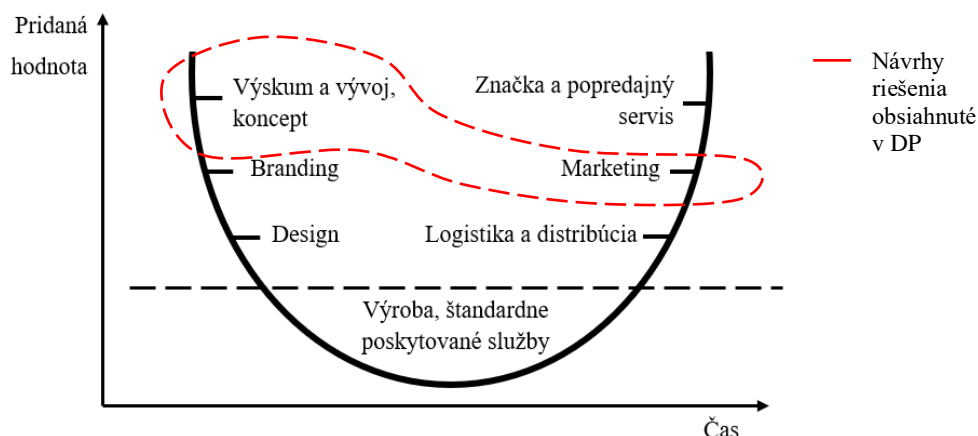 Pridaná
hodnota
Výskum a vývoj,
koncept
Branding
Design
Značka a popredajný
servis
Marketing
Logistika a distribúcia
Výroba, štandardne
poskytované služby
Čas
Návrhy
riešenia
obsiahnuté
v DP